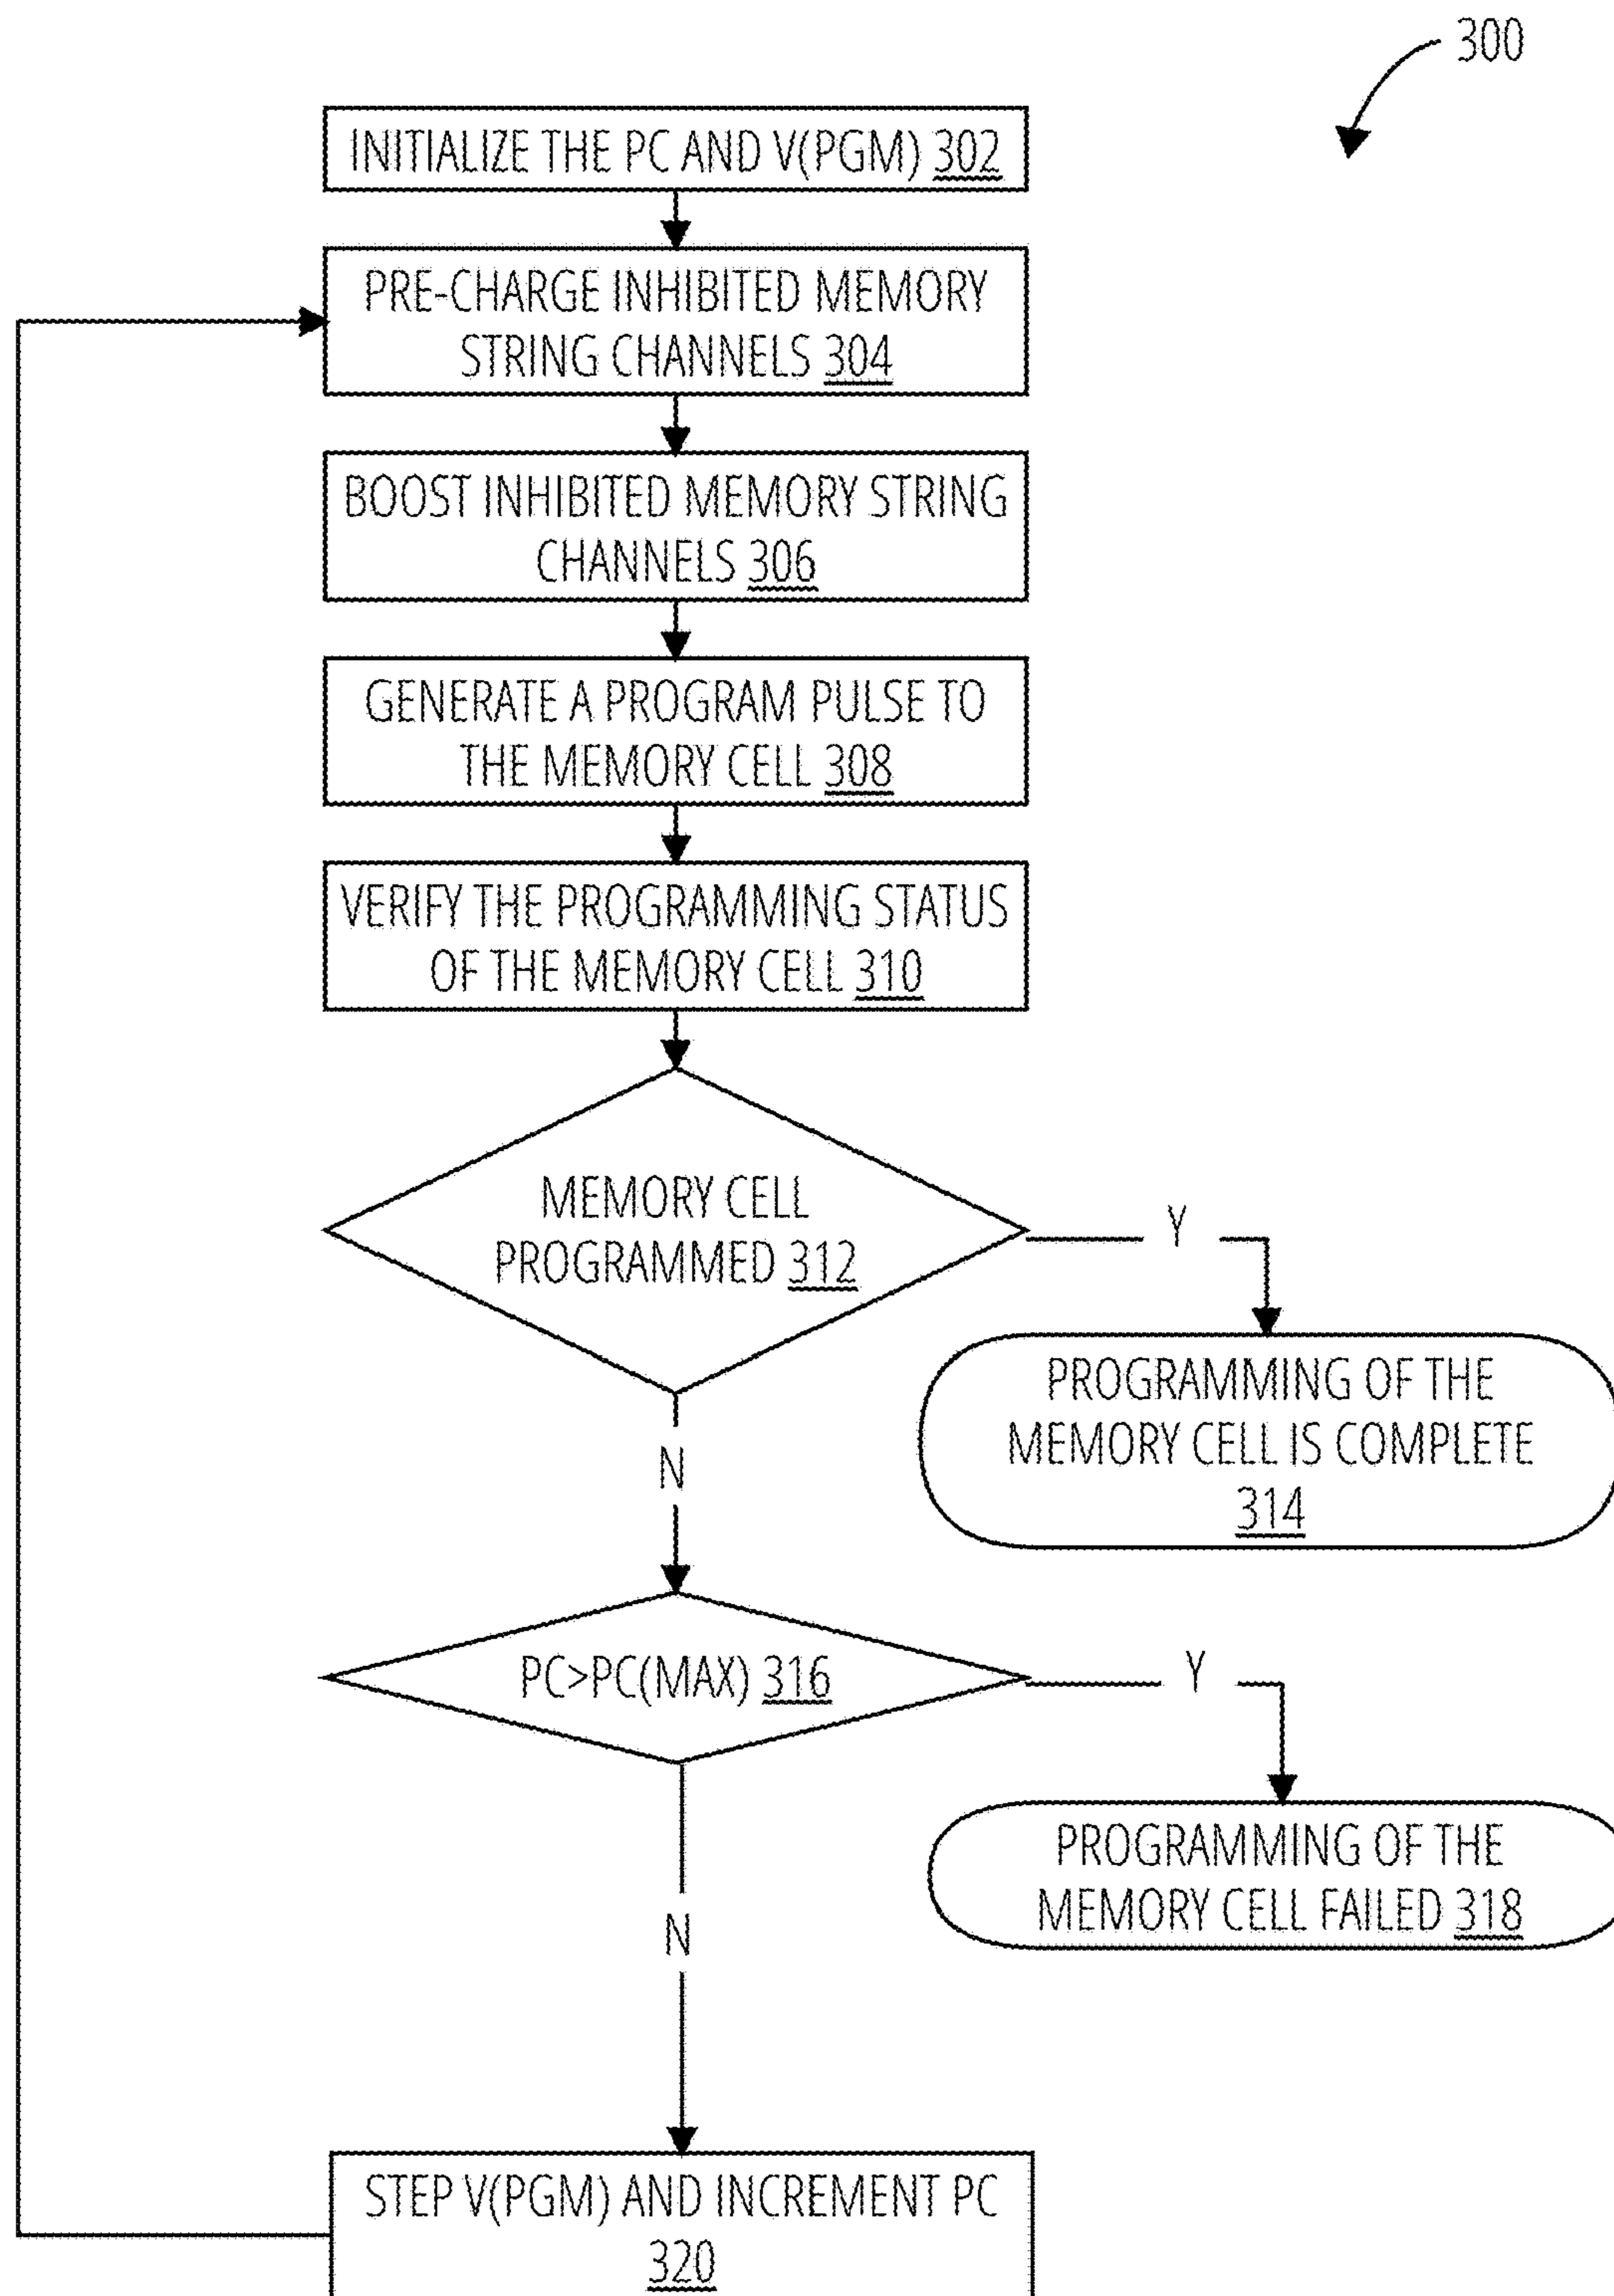 300
INITIALIZE THE PC AND V(PGM) 302
PRE-CHARGE INHIBITED MEMORY
STRING CHANNELS 304
BOOST INHIBITED MEMORY STRING
CHANNELS 306
GENERATE A PROGRAM PULSE TO
THE MEMORY CELL 308
VERIFY THE PROGRAMMING STATUS
OF THE MEMORY CELL 310
MEMORY CELL
PROGRAMMED 312
Y
PROGRAMMING OF THE
MEMORY CELL IS COMPLETE
314
N
PC>PC(MAX) 316
Y
PROGRAMMING OF THE
MEMORY CELL FAILED 318
N
STEP V(PGM) AND INCREMENT PC
320